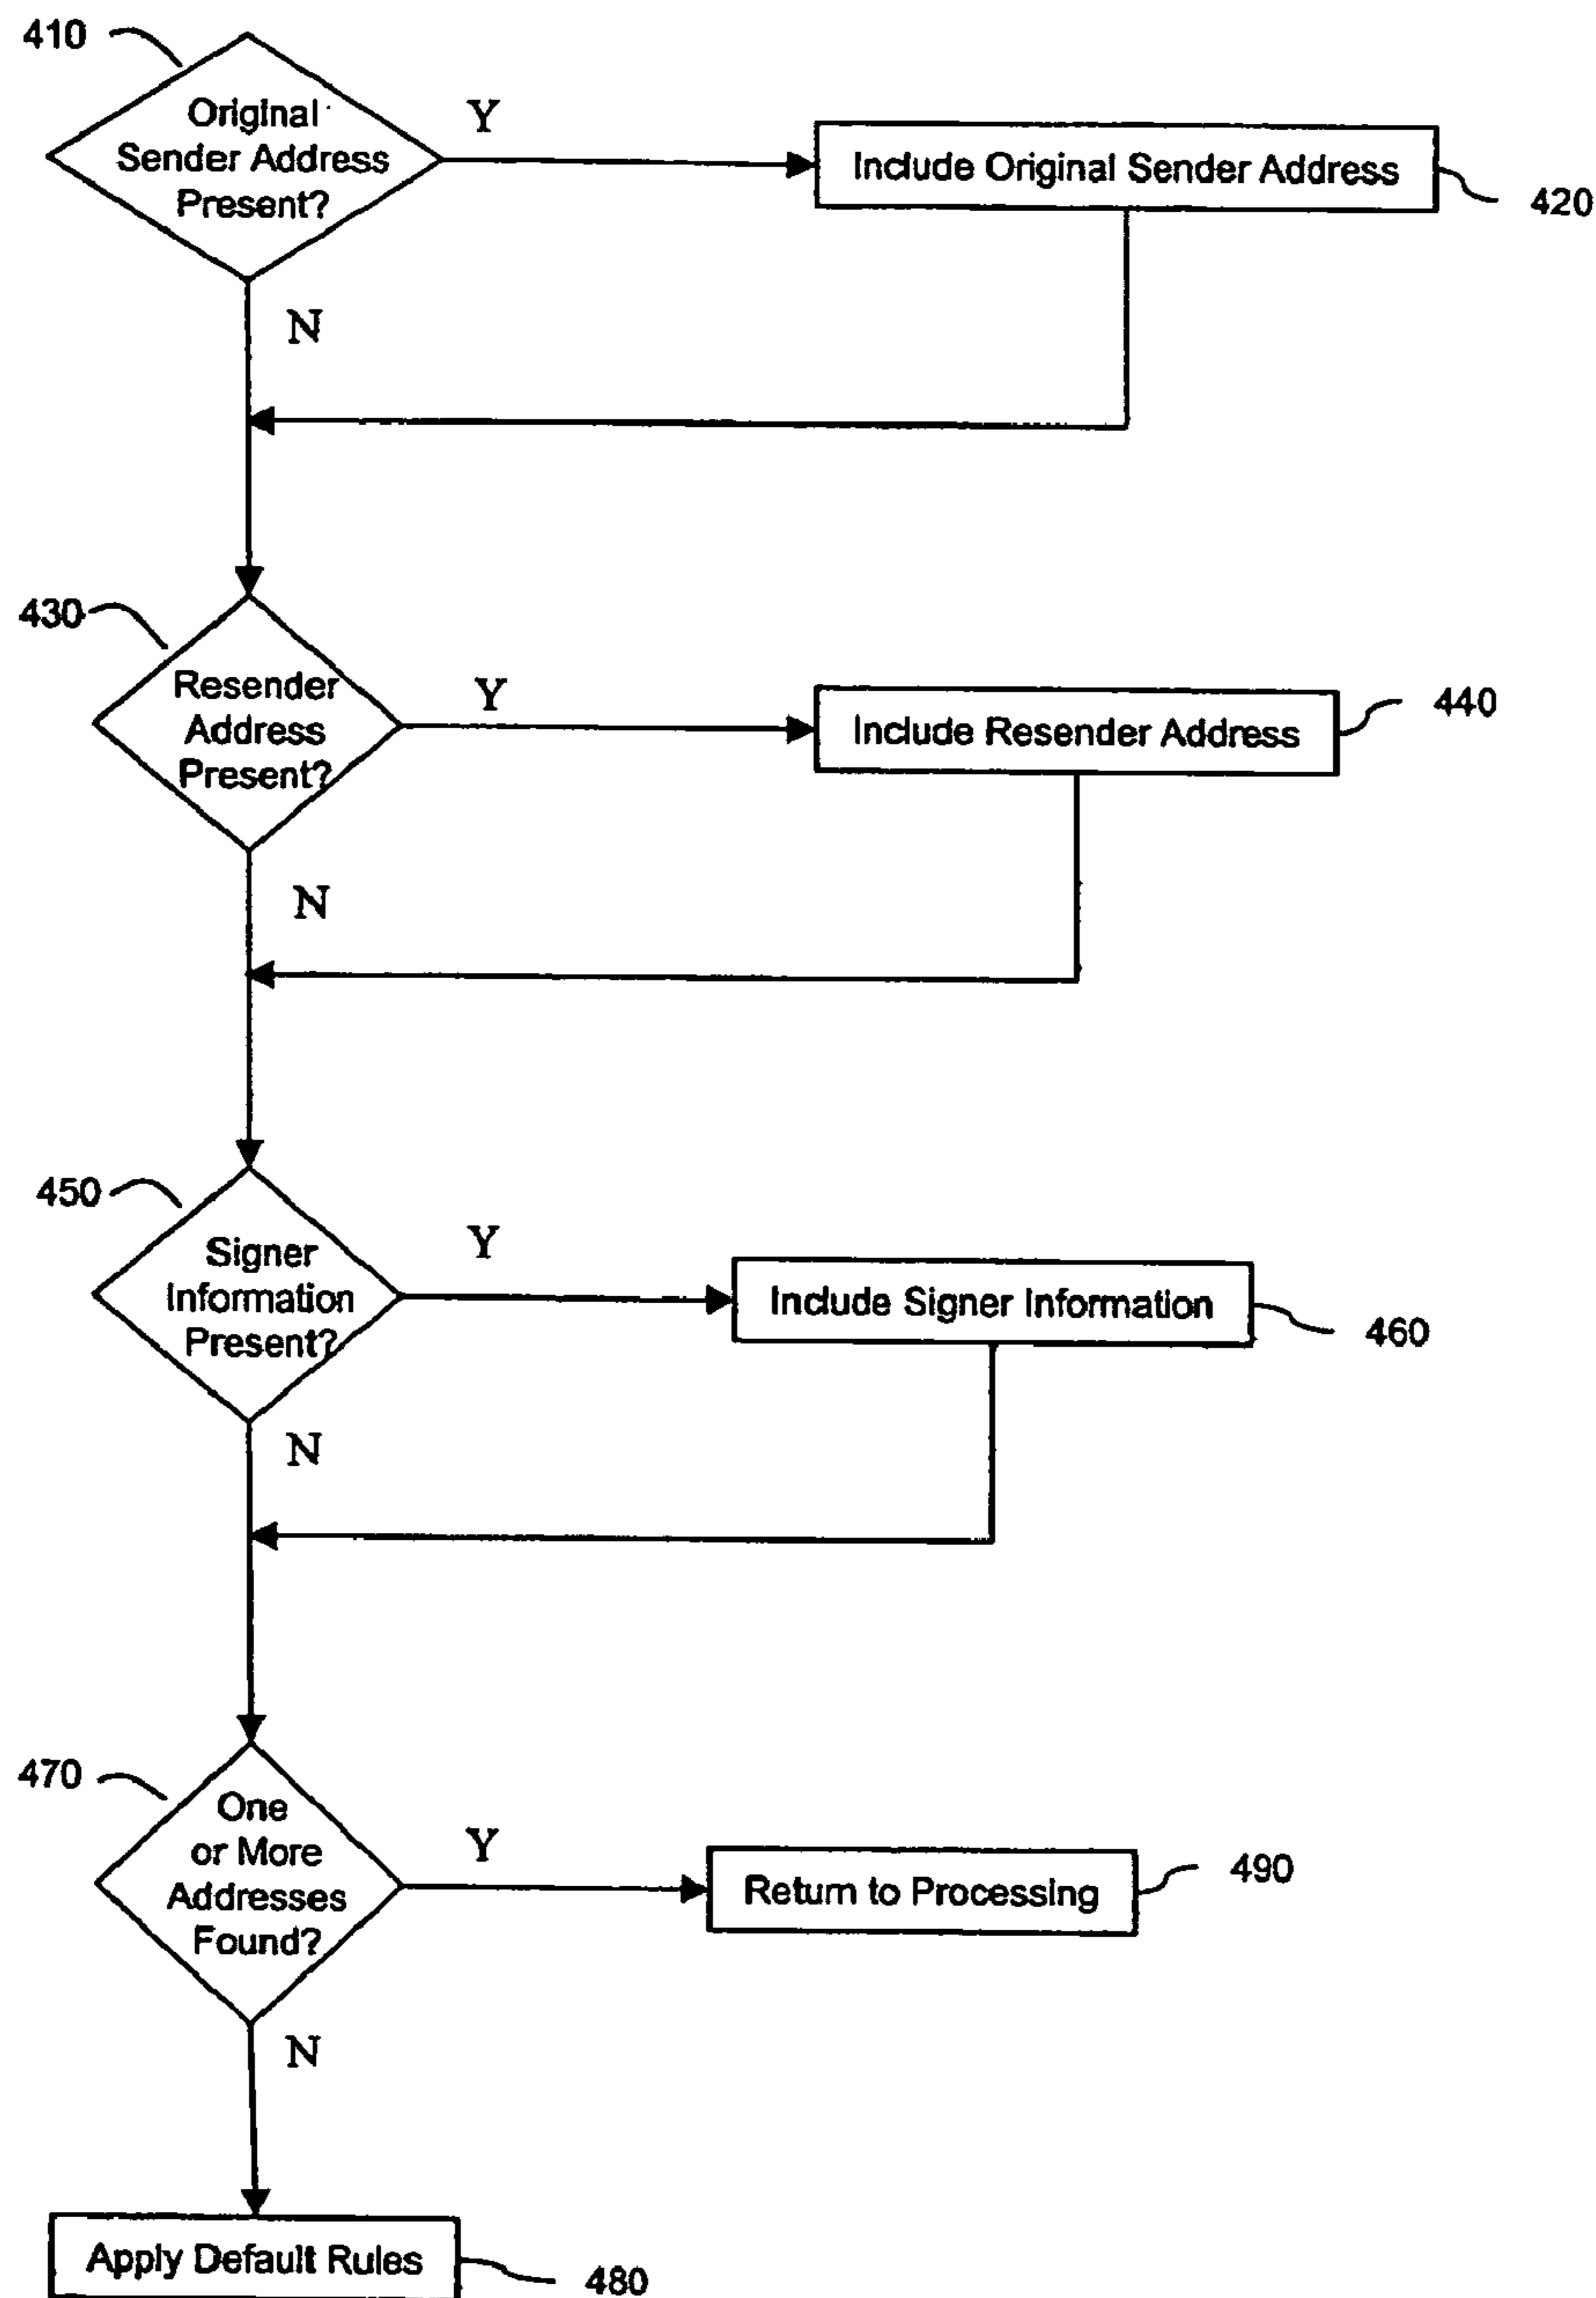 410
Original
Sender Address
Present?
Y
Include Original Sender Address
420
N
430
Resender
Address
Present?
Y
Include Resender Address
440
N
450
Signer
Information
Present?
Y
Include Signer Information
460
N
470
One
or More
Addresses
Found?
Y
Return to Processing
490
N
Apply Default Rules
480